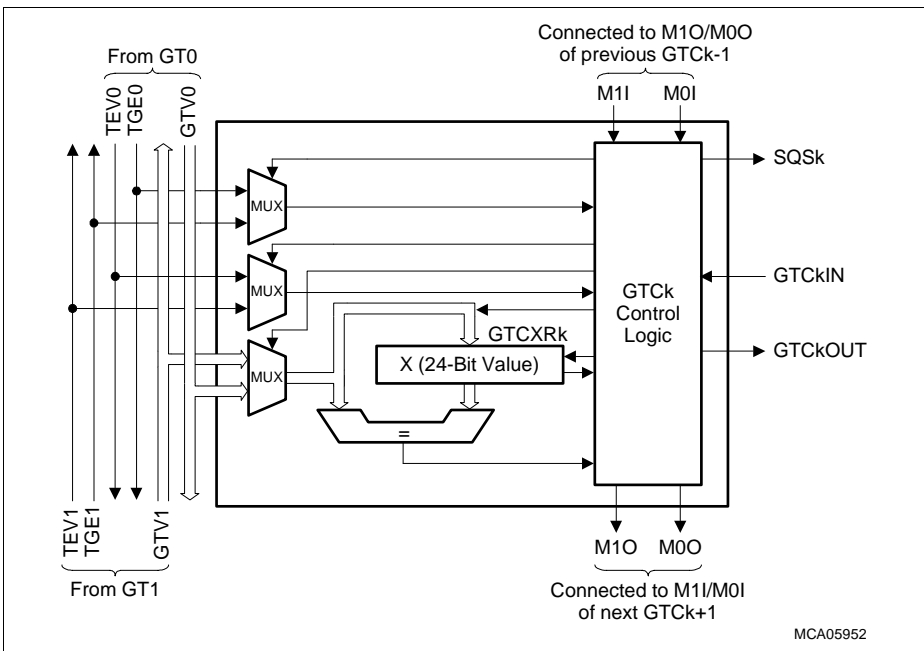 Connected to M1O/M0O
of previous GTCk-1
From GT0
M1I
M0I
TEV0
TGE0
GTV0
SQSk
MUX
MUX
GTCk
Control
Logic
GTCkIN
GTCXRk
GTCkOUT
MUX
X (24-Bit Value)
=
TEV1
TGE1
GTV1
M1O
M0O
From GT1
Connected to M1I/M0I
of next GTCk+1
MCA05952